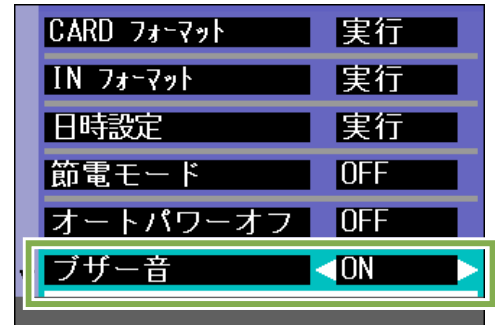 CARD フォーマット 実行
IN フォーマット 実行
日時設定 実行
節電モード OFF
オートパワーオフ OFF
ブザー音 ON